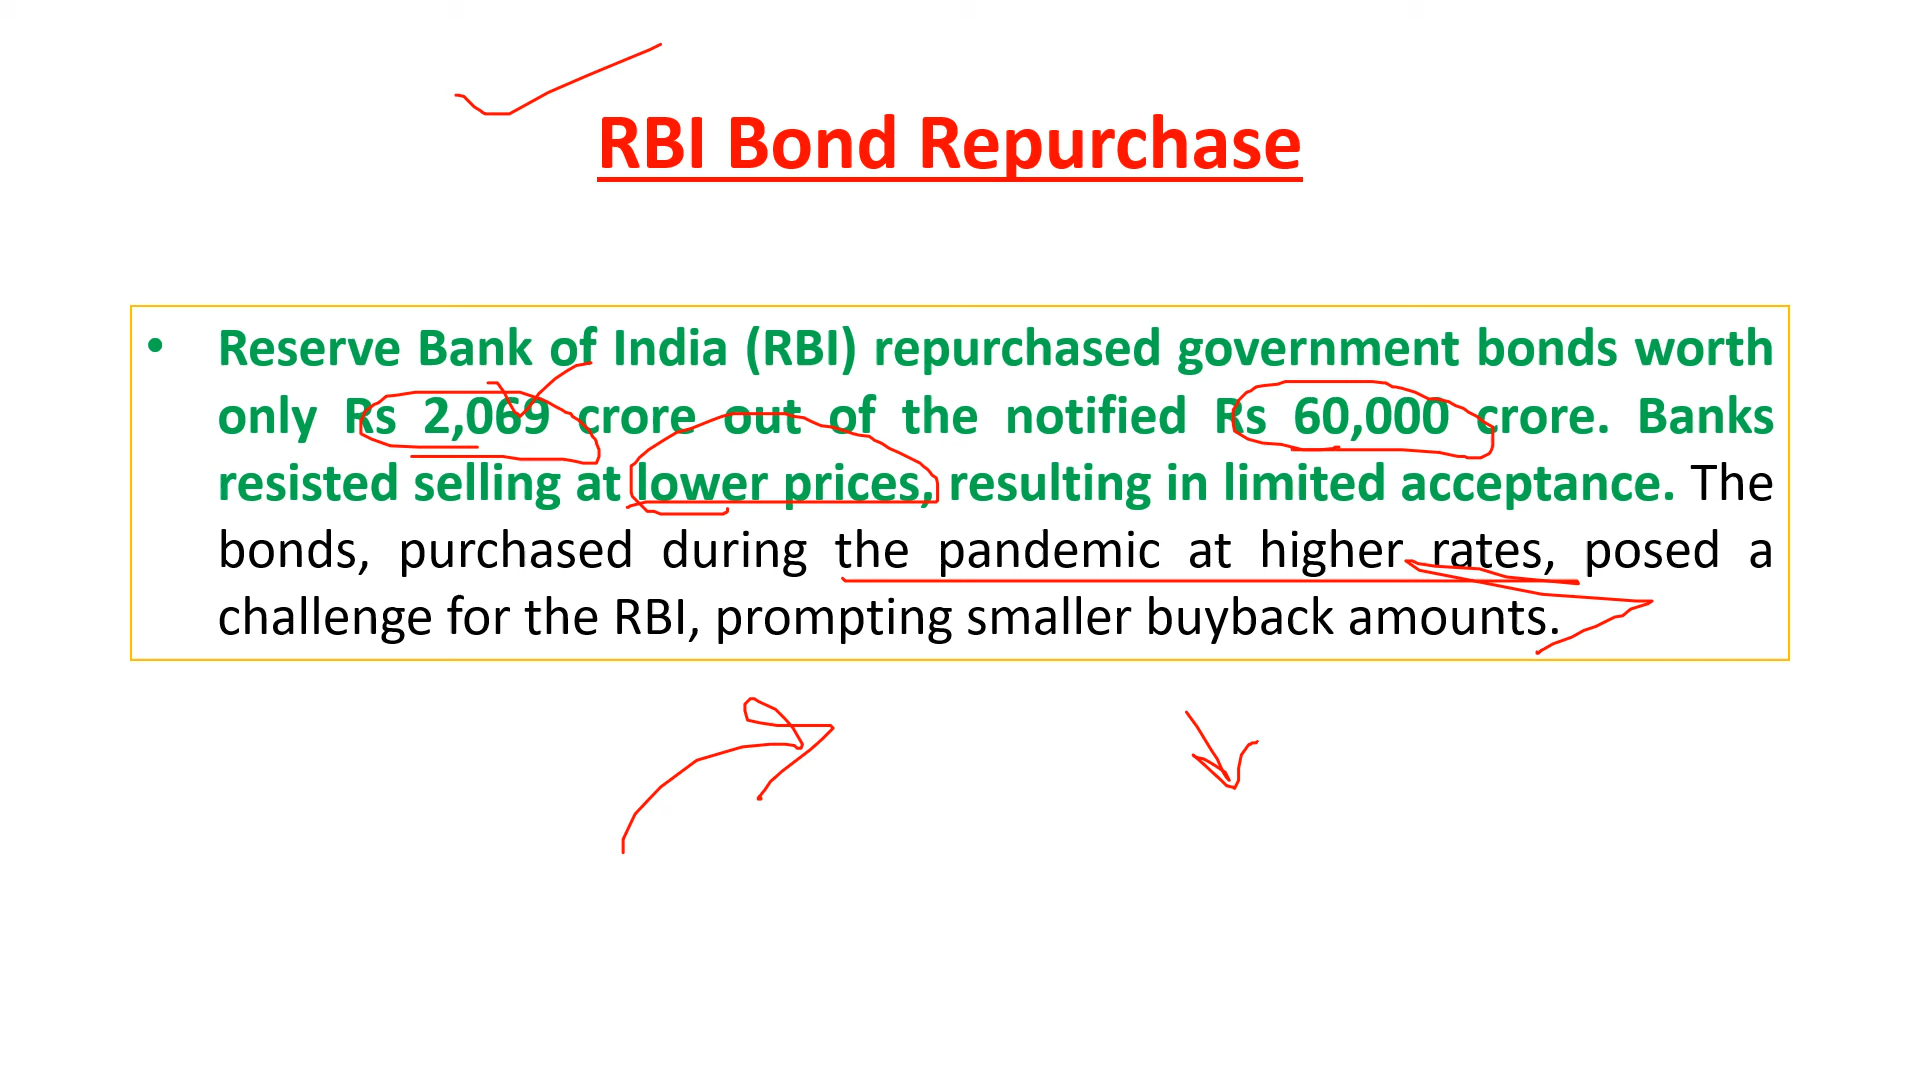 RBI Bond Repurchase
• Reserve Bank of India (RBI) repurchased government bonds worth
only Rs 2,069 crore out of the notified Rs 60,000 crore. Banks
resisted selling at lower prices, resulting in limited acceptance. The
bonds, purchased during the pandemic at higher rates, posed a
challenge for the RBI, prompting smaller buyback amounts.